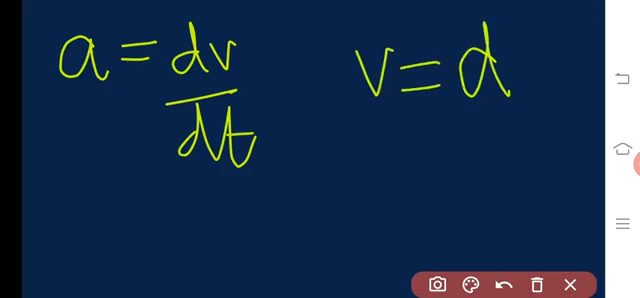 a = dv/dt
v = d